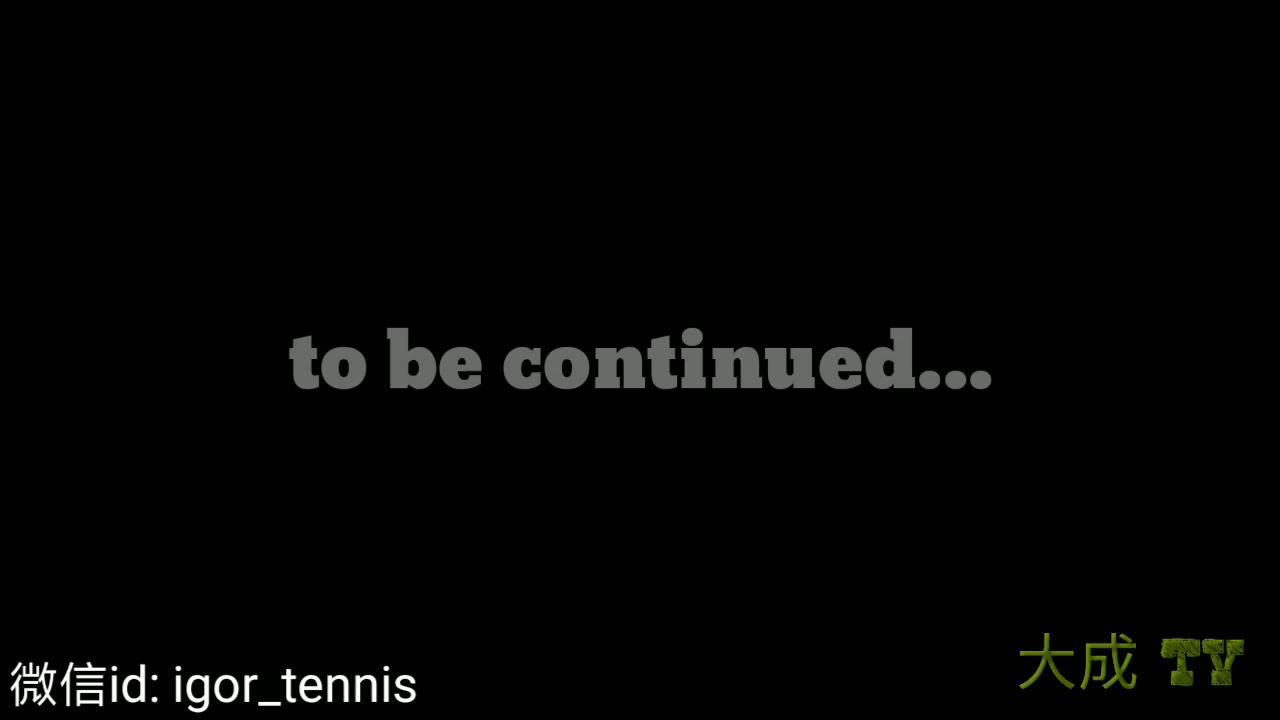 to be continued...
微信id: igor_tennis
大成 TV